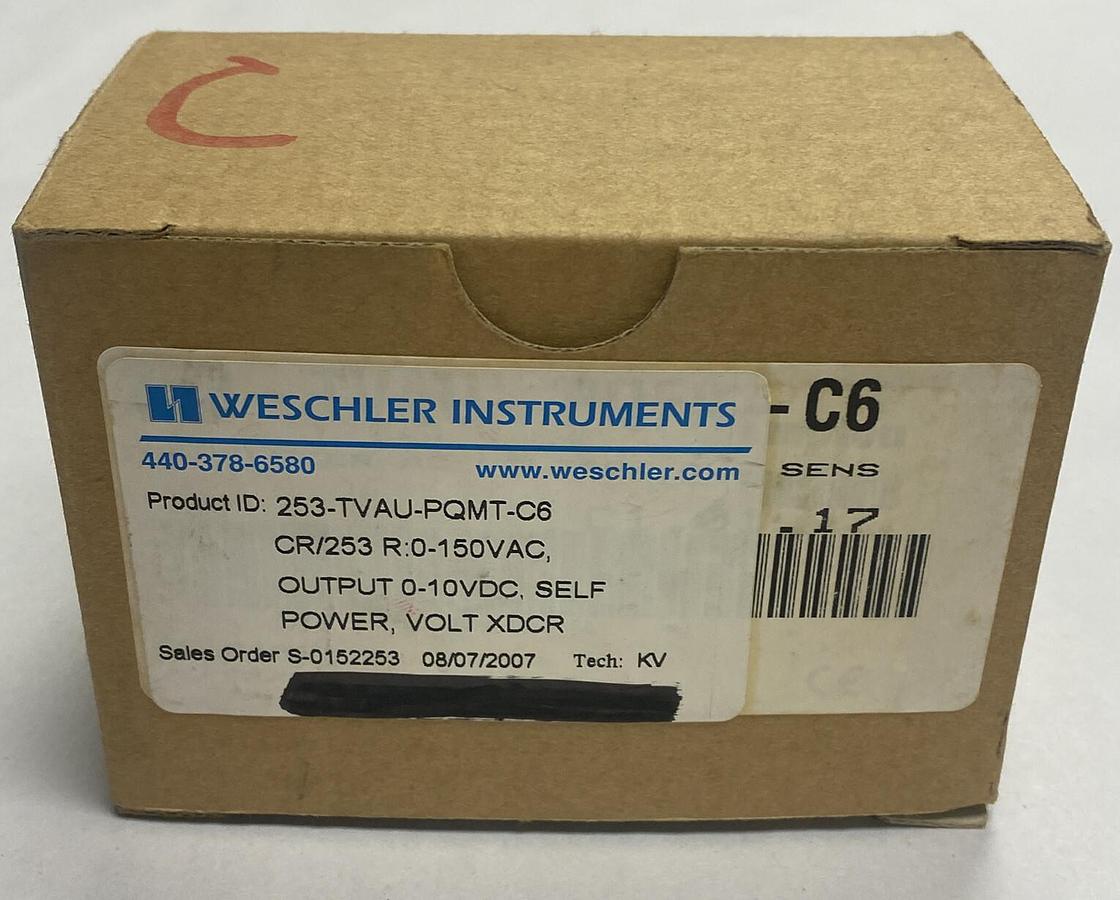 C
WESCHLER INSTRUMENTS
440-378-6580 www.weschler.com
Product ID: 253-TVAU-PQMT-C6
CR/253 R:0-150VAC,
OUTPUT 0-10VDC, SELF
POWER, VOLT XDCR
Sales Order S-0152253 08/07/2007 Tech: KV
- C6
SENS
.17